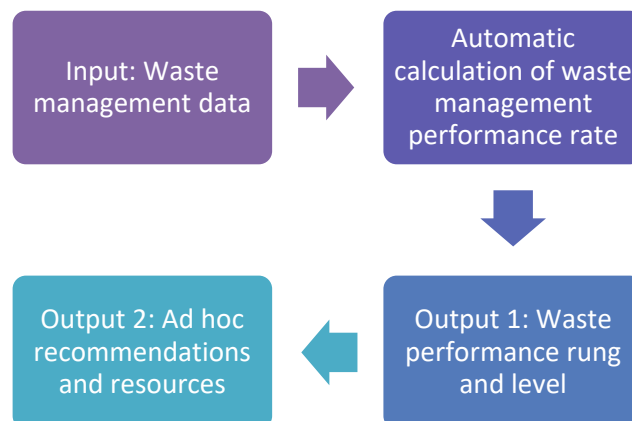 Input: Waste
management data
Automatic
calculation of waste
management
performance rate
Output 1: Waste
performance rung
and level
Output 2: Ad hoc
recommendations
and resources